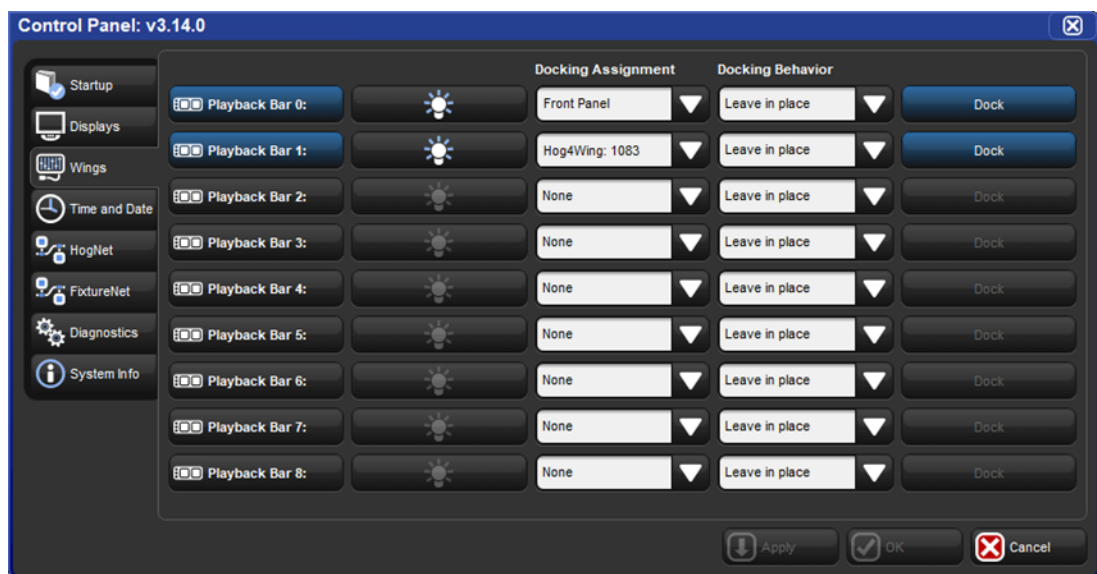 Control Panel: v3.14.0
Startup
Displays
Wings
Time and Date
HogNet
FixtureNet
Diagnostics
System Info
Docking Assignment Docking Behavior
Playback Bar 0: Front Panel Leave in place Dock
Playback Bar 1: Hog4Wing: 1083 Leave in place Dock
Playback Bar 2: None Leave in place Dock
Playback Bar 3: None Leave in place Dock
Playback Bar 4: None Leave in place Dock
Playback Bar 5: None Leave in place Dock
Playback Bar 6: None Leave in place Dock
Playback Bar 7: None Leave in place Dock
Playback Bar 8: None Leave in place Dock
Apply OK Cancel